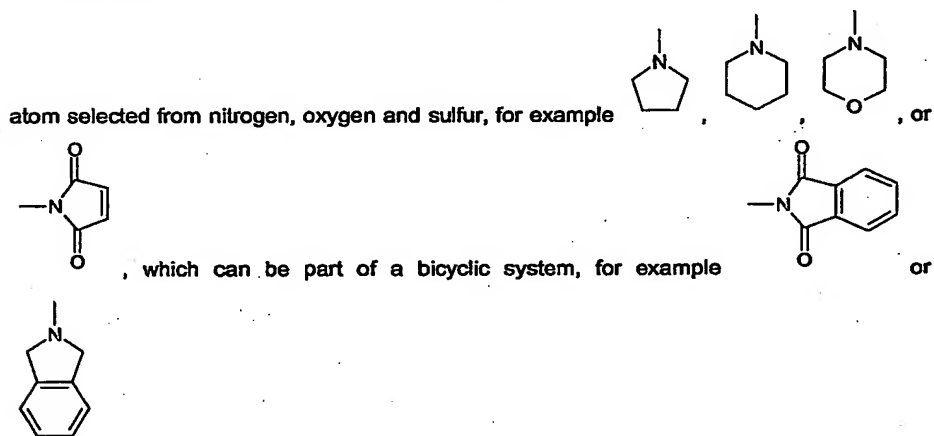 N N N
O
atom selected from nitrogen, oxygen and sulfur, for example , , , or
O O
N N
O O
, which can be part of a bicyclic system, for example or
N